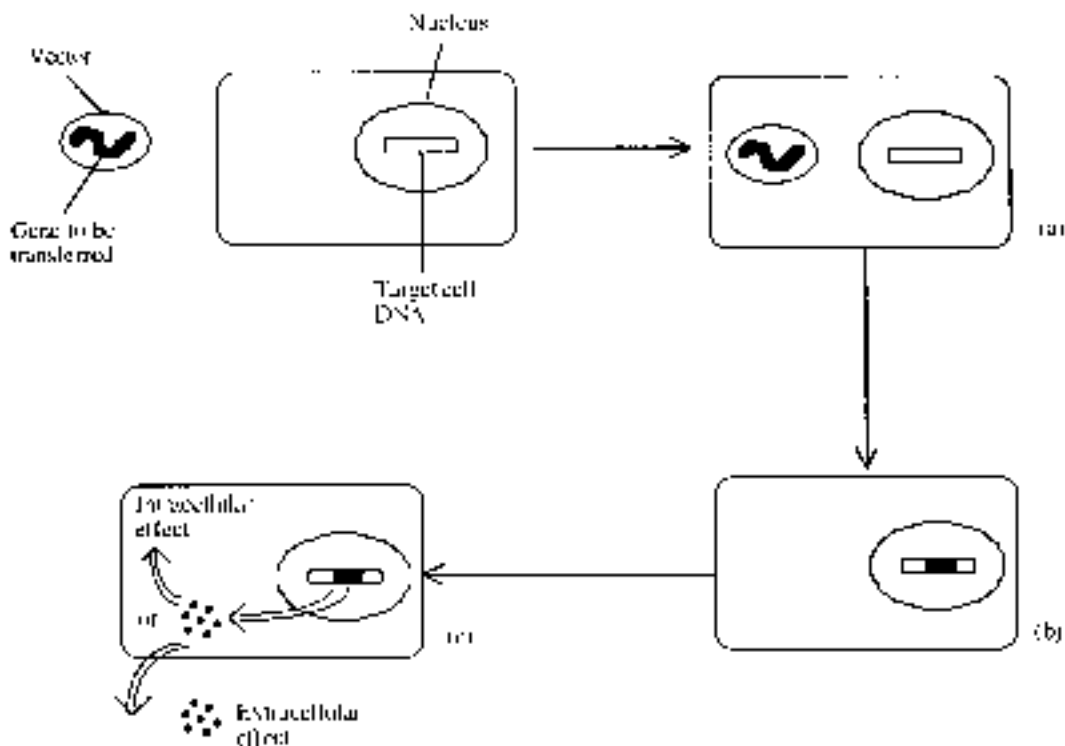 Nucleus
Vector
Gene to be
transferred
Target cell
DNA
(a)
Intracellular
effect
or
(c)
(b)
Extracellular
effect